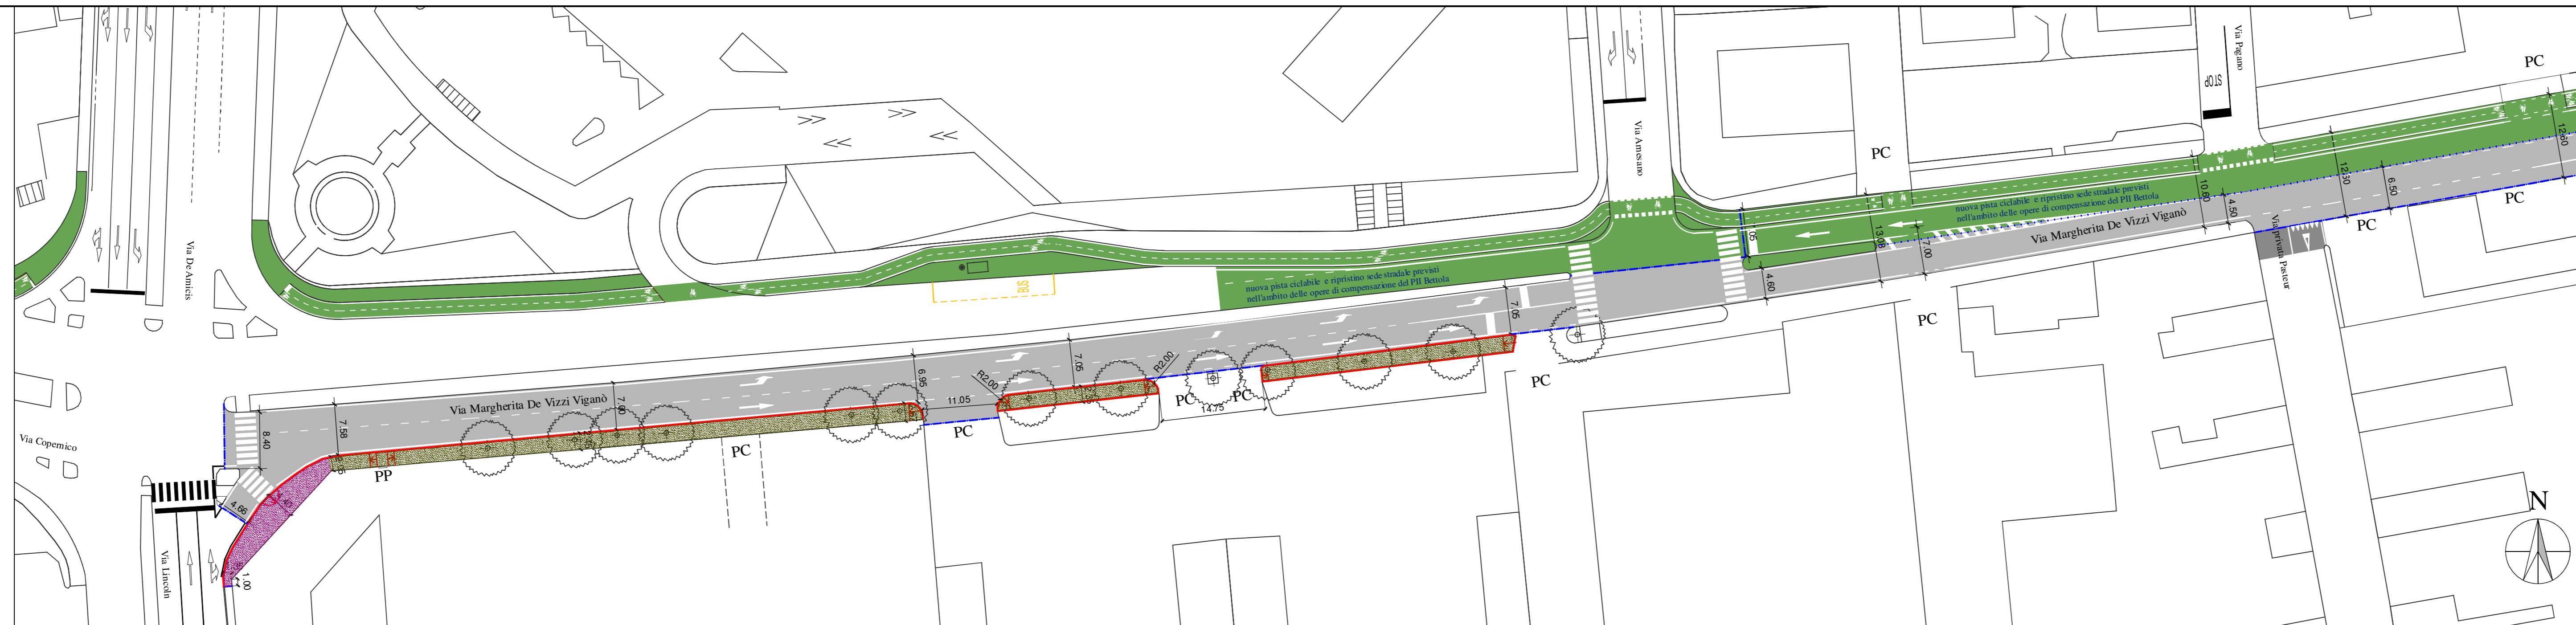 Via De Amicis
Via Copernico
Via Lincoln
1.00
4.66
8.40
7.58
PP
Via Margherita De Vizzi Viganò
7.00
PC
6.95
11.05
PC
R2.00
7.05
R2.00
BUS
PC
14.75
PC
nuova pista ciclabile e ripristino sede stradale previsti
nell'ambito delle opere di compensazione del PII Bettola
7.05
PC
Via Amesano
4.60
PC
13.08
7.00
PC
nuova pista ciclabile e ripristino sede stradale previsti
nell'ambito delle opere di compensazione del PII Bettola
Via Margherita De Vizzi Viganò
10.60
4.50
STOP
Via Pagano
Via privata Pasteur
12.50
6.50
PC
PC
PC
N